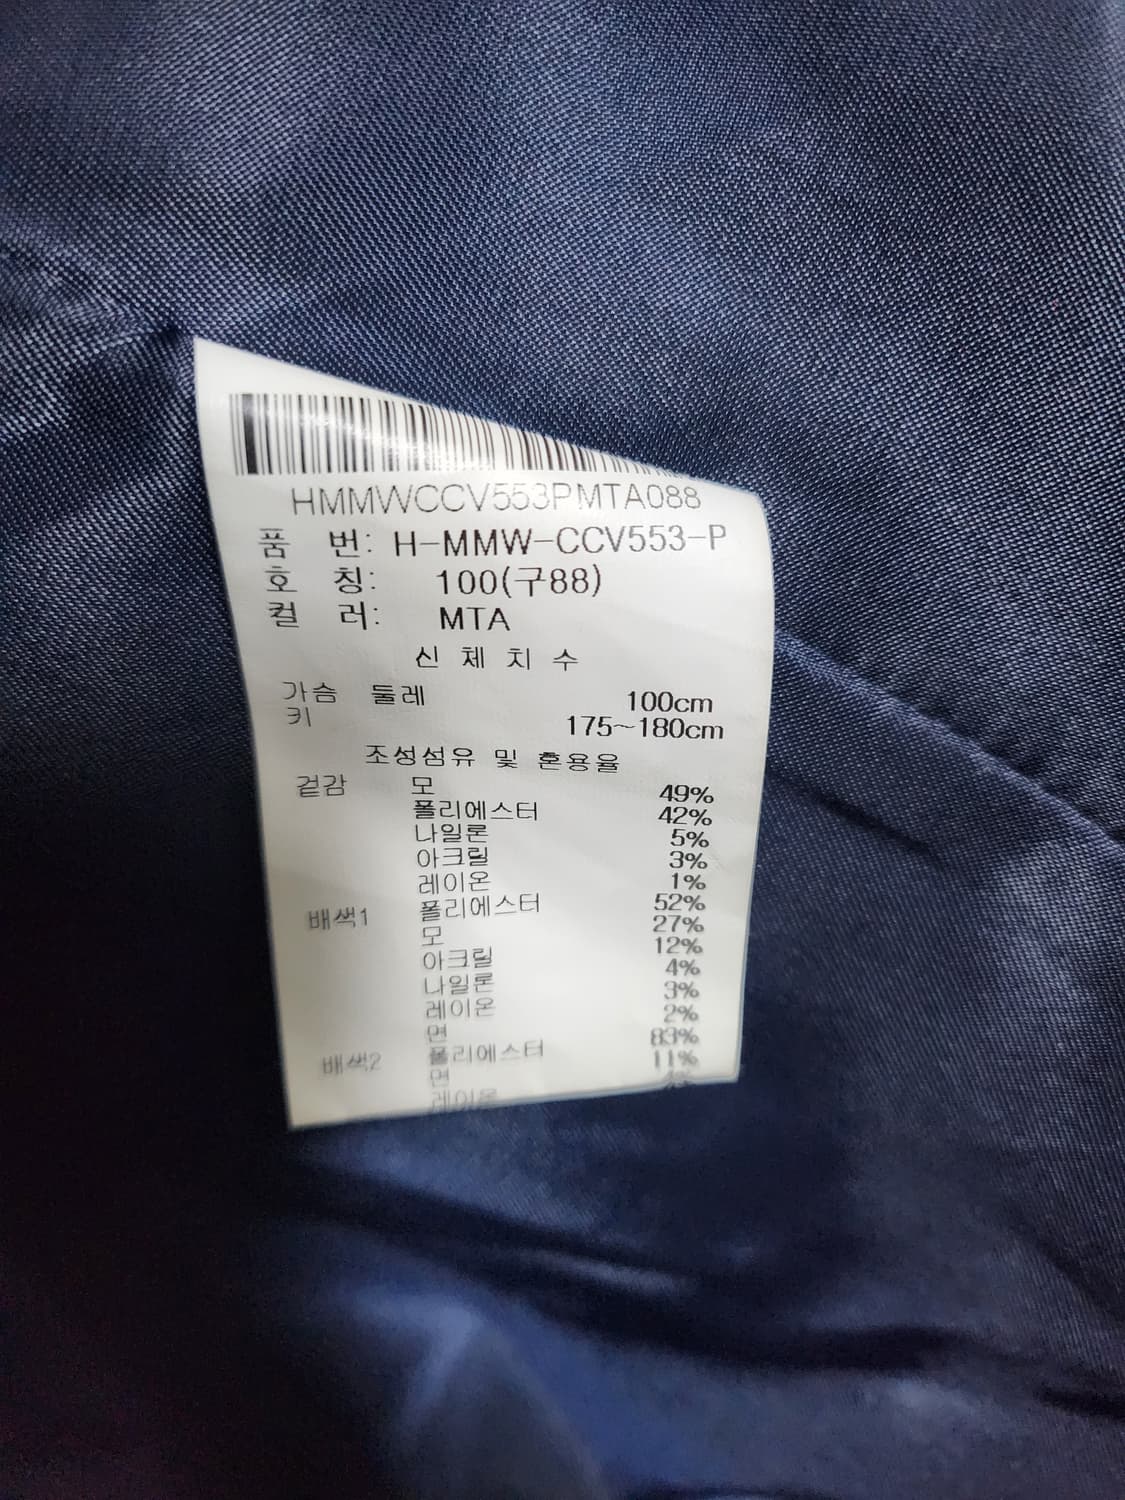 HMMWCCV553PMTA088
품 번: H-MMW-CCV553-P
호 칭: 100(구88)
컬 러: MTA
신 체 치 수
가슴 둘레 100cm
키 175~180cm
조성섬유 및 혼용율
겉감 모 49%
폴리에스터 42%
나일론 5%
아크릴 3%
레이온 1%
배색1 폴리에스터 52%
모 27%
아크릴 12%
나일론 4%
레이온 3%
면 2%
배색2 폴리에스터 83%
면 11%
레이온